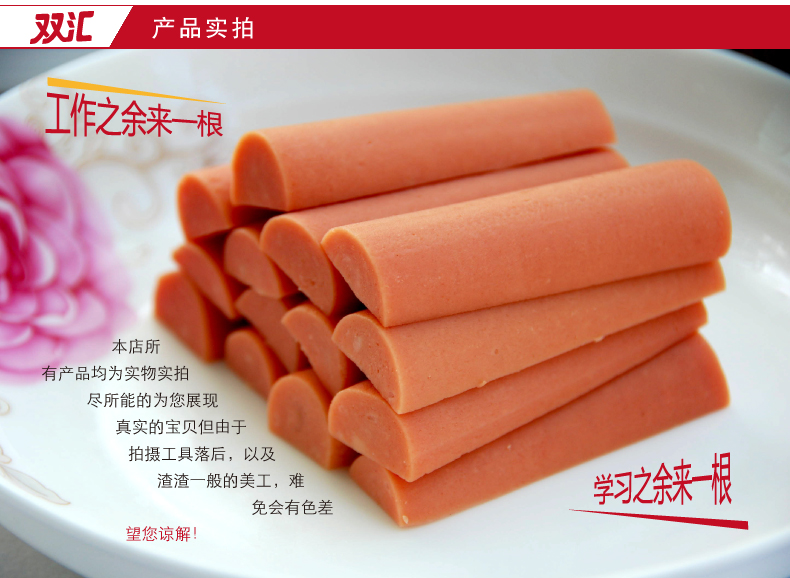 双汇 产品实拍
工作之余来一根
本店所
有产品均为实物实拍
尽所能的为您展现
真实的宝贝但由于
拍摄工具落后，以及
渣渣一般的美工，难
免会有色差
望您谅解！
学习之余来一根